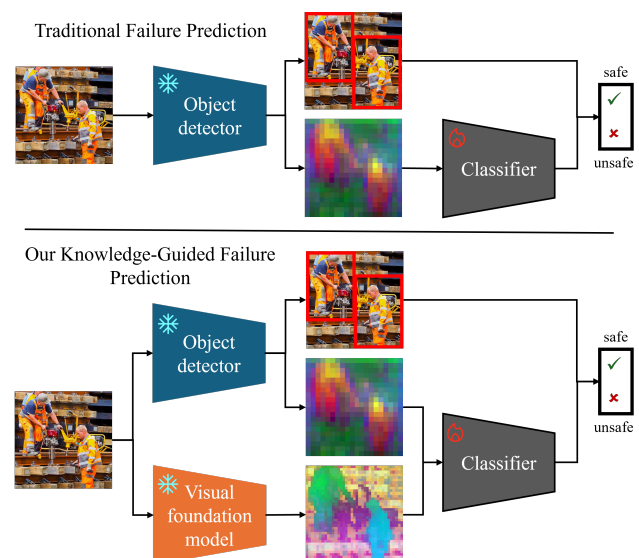 Traditional Failure Prediction
Object
detector
Classifier
safe
unsafe
Our Knowledge-Guided Failure
Prediction
Object
detector
Visual
foundation
model
Classifier
safe
unsafe